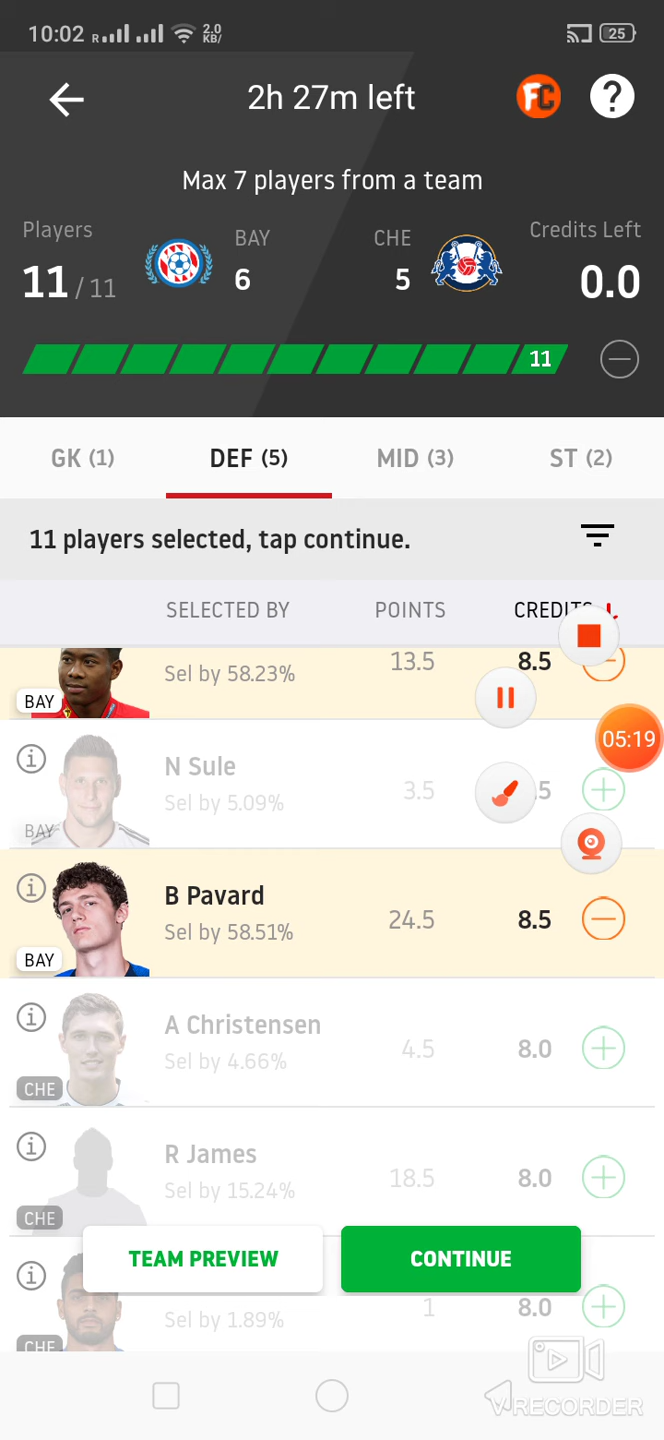 10:02 R 2.0 KB/ 25
2h 27m left FC ?
Max 7 players from a team
Players BAY CHE Credits Left
11 / 11 6 5 0.0
11
GK (1) DEF (5) MID (3) ST (2)
11 players selected, tap continue.
SELECTED BY POINTS CREDITS
BAY Sel by 58.23% 13.5 8.5
05:19
N Sule
BAY Sel by 5.09% 3.5 .5
B Pavard
BAY Sel by 58.51% 24.5 8.5
A Christensen
CHE Sel by 4.66% 4.5 8.0
R James
CHE Sel by 15.24% 18.5 8.0
TEAM PREVIEW CONTINUE
CHE Sel by 1.89% 1 8.0
VRECORDER